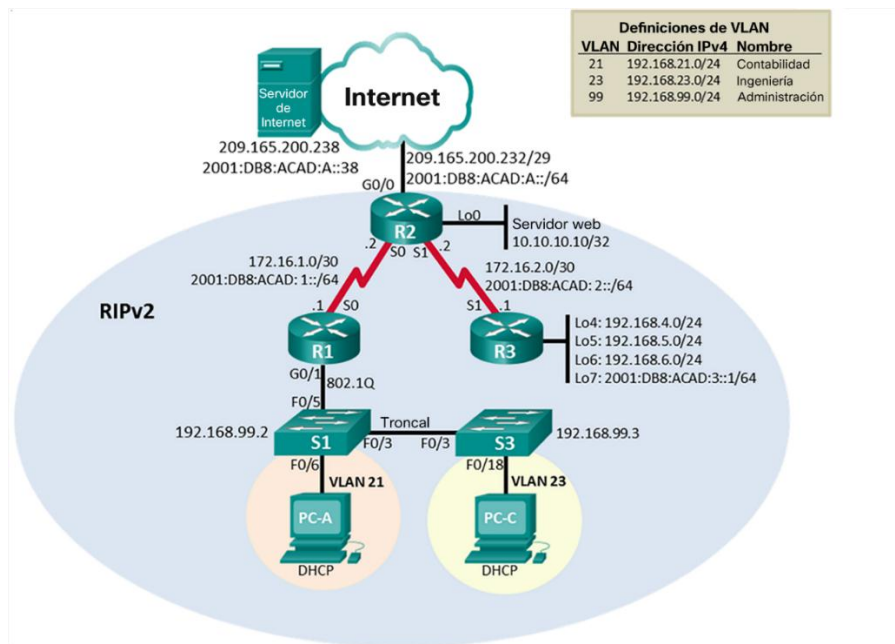 Definiciones de VLAN
VLAN Dirección IPv4 Nombre
21 192.168.21.0/24 Contabilidad
23 192.168.23.0/24 Ingeniería
99 192.168.99.0/24 Administración
Servidor
de
Internet
Internet
209.165.200.238
2001:DB8:ACAD:A::38
209.165.200.232/29
2001:DB8:ACAD:A::/64
G0/0
R2
Lo0
Servidor web
10.10.10.10/32
.2
S0
S1
.2
172.16.1.0/30
2001:DB8:ACAD: 1::/64
172.16.2.0/30
2001:DB8:ACAD: 2::/64
RIPv2
.1
S0
S1
.1
R1
R3
Lo4: 192.168.4.0/24
Lo5: 192.168.5.0/24
Lo6: 192.168.6.0/24
Lo7: 2001:DB8:ACAD:3::1/64
G0/1
802.1Q
F0/5
192.168.99.2
S1
Troncal
F0/3
F0/3
S3
192.168.99.3
F0/6
VLAN 21
F0/18
VLAN 23
PC-A
PC-C
DHCP
DHCP